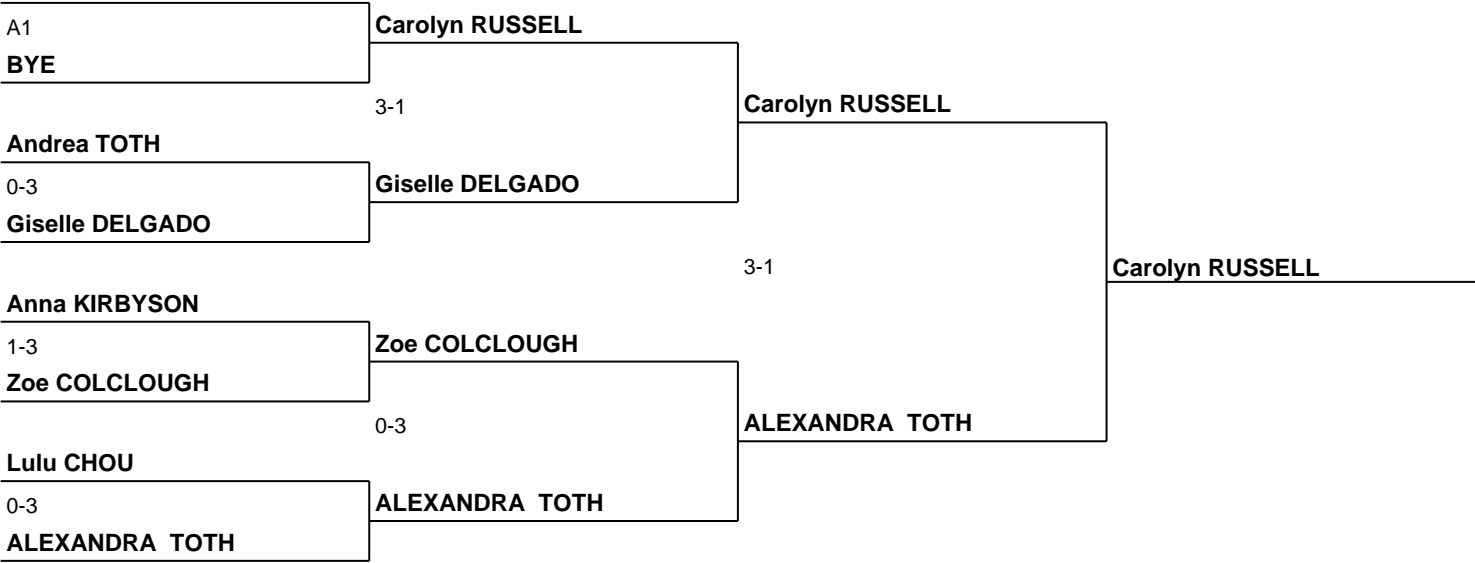 A1
BYE
Carolyn RUSSELL
3-1
Carolyn RUSSELL
Andrea TOTH
0-3
Giselle DELGADO
Giselle DELGADO
3-1
Carolyn RUSSELL
Anna KIRBYSON
1-3
Zoe COLCLOUGH
Zoe COLCLOUGH
0-3
ALEXANDRA  TOTH
Lulu CHOU
0-3
ALEXANDRA  TOTH
ALEXANDRA  TOTH